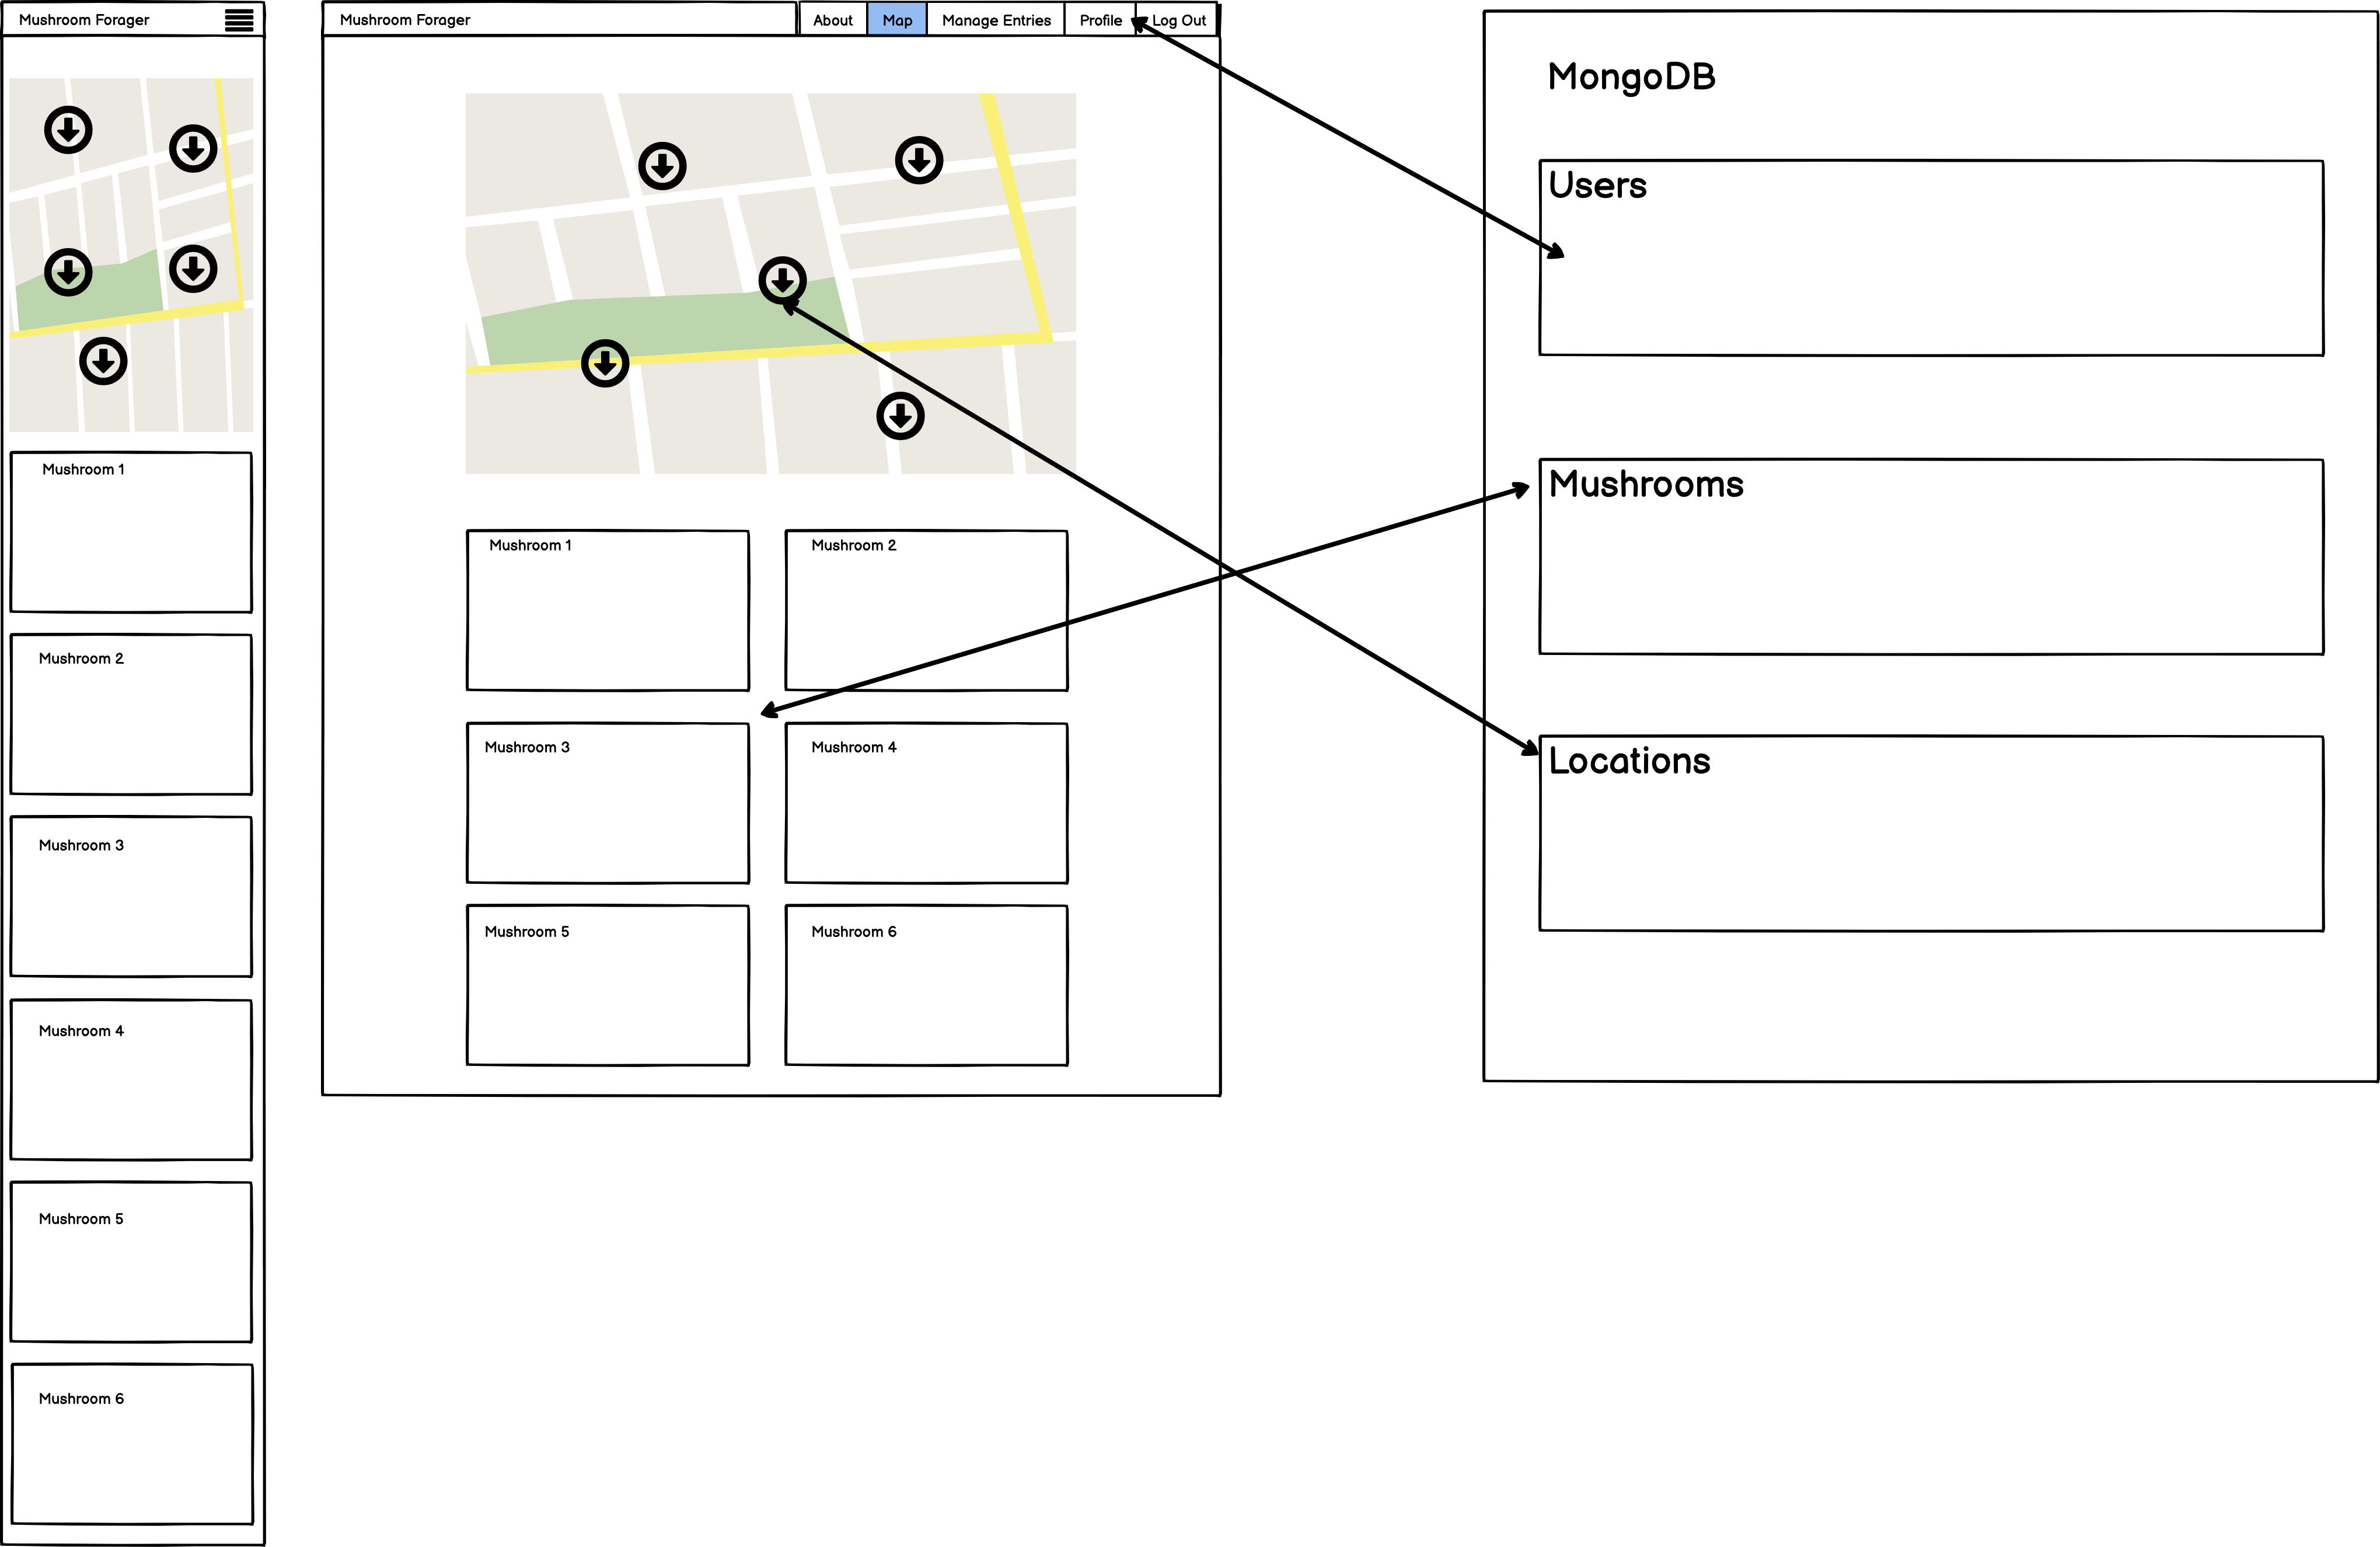 Mushroom Forager
Mushroom 1
Mushroom 2
Mushroom 3
Mushroom 4
Mushroom 5
Mushroom 6
Mushroom Forager
About
Map
Manage Entries
Profile
Log Out
Mushroom 1
Mushroom 2
Mushroom 3
Mushroom 4
Mushroom 5
Mushroom 6
MongoDB
Users
Mushrooms
Locations